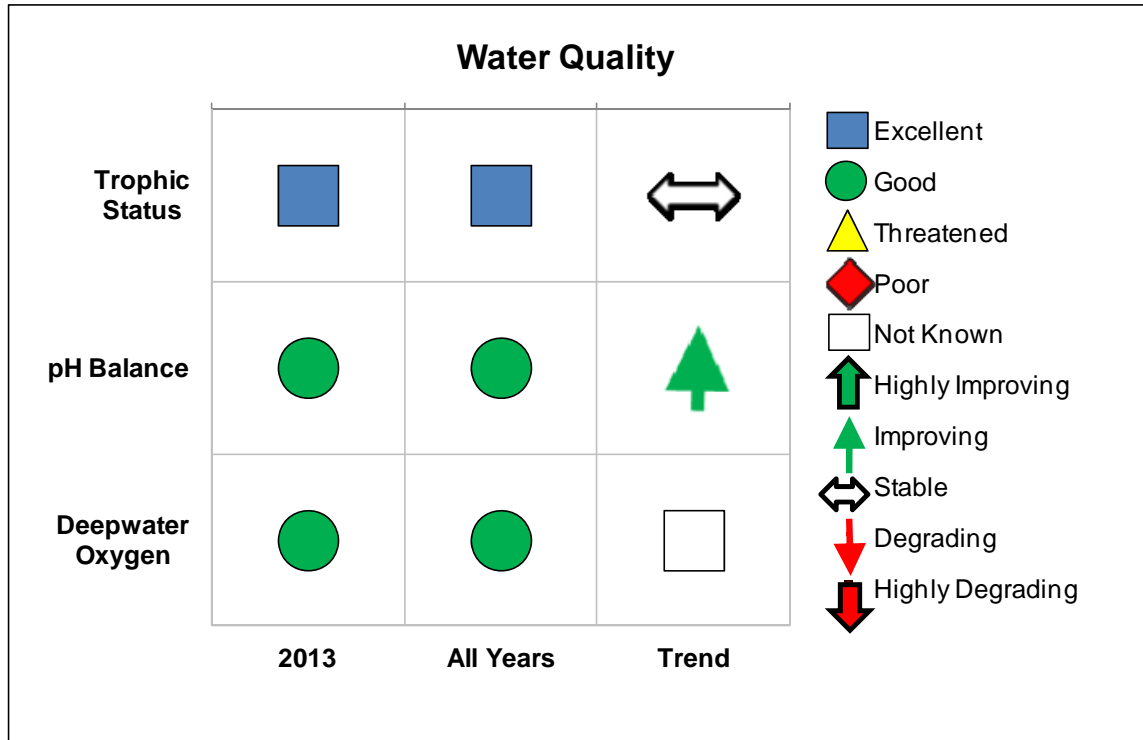 Water Quality
Trophic
Status
pH Balance
Deepwater
Oxygen
2013
All Years
Trend
Excellent
Good
Threatened
Poor
Not Known
Highly Improving
Improving
Stable
Degrading
Highly Degrading